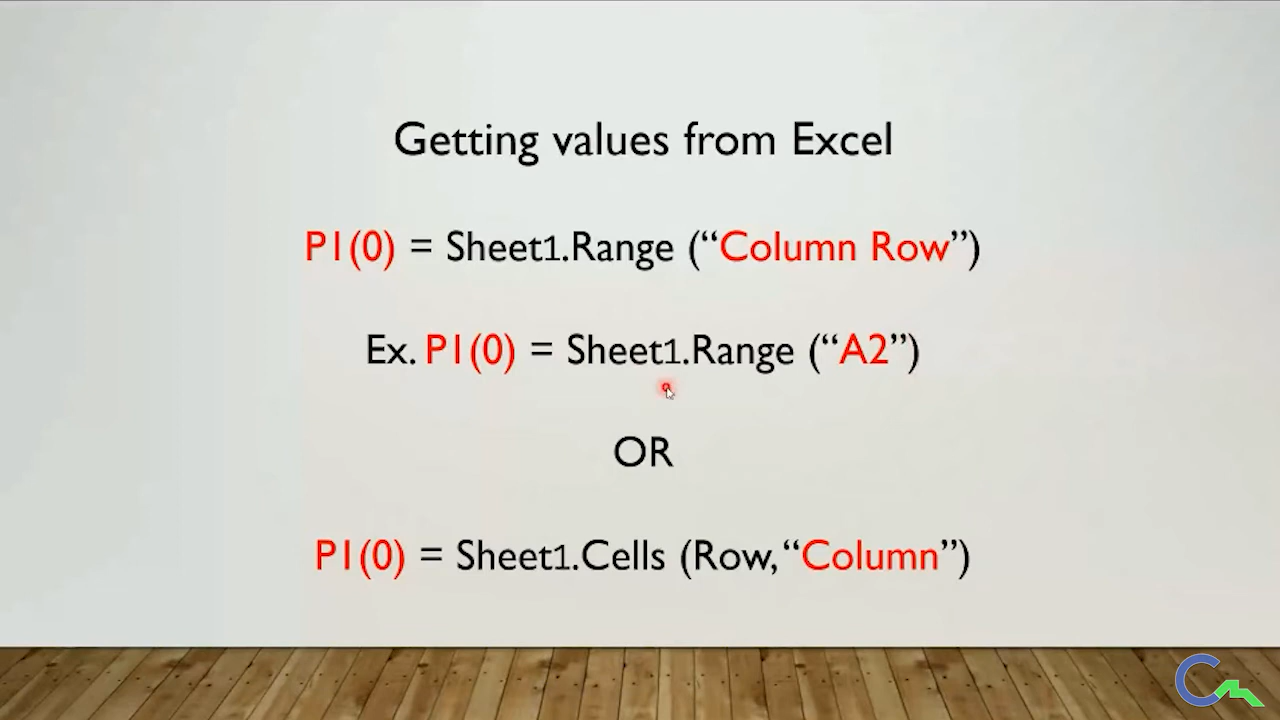 Getting values from Excel
P1(0) = Sheet1.Range (“Column Row”)
Ex. P1(0) = Sheet1.Range (“A2”)
OR
P1(0) = Sheet1.Cells (Row,“Column”)